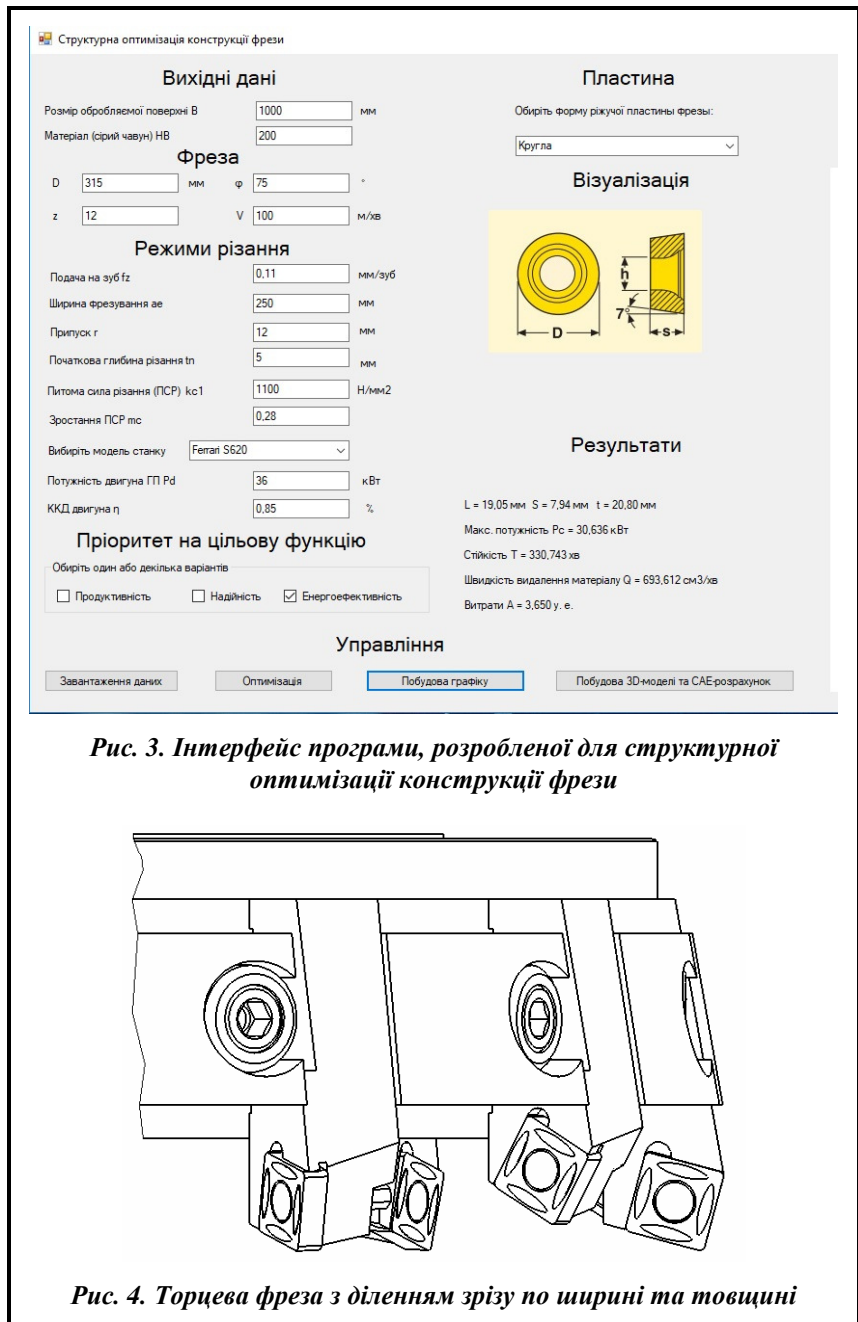 Структурна оптимізація конструкції фрези
Вихідні дані
Розмір обробляємої поверхні B 1000 мм
Матеріал (сірий чавун) HB 200
Фреза
D 315 мм φ 75 °
z 12 V 100 м/хв
Режими різання
Подача на зуб fz 0,11 мм/зуб
Ширина фрезування ae 250 мм
Припуск r 12 мм
Початкова глибина різання tn 5 мм
Питома сила різання (ПСР) kc1 1100 Н/мм2
Зростання ПСР mc 0,28
Вибиріть модель станку Ferrari S620
Потужність двигуна ГП Pd 36 кВт
ККД двигуна η 0,85 %
Пріоритет на цільову функцію
Обиріть один або декілька варіантів
Продуктивність Надійність Енергоефективність
Пластина
Обиріть форму ріжучої пластины фрезы:
Кругла
Візуалізація
h
7°
D
s
Результати
L = 19,05 мм S = 7,94 мм t = 20,80 мм
Макс. потужність Pc = 30,636 кВт
Стійкість T = 330,743 хв
Швидкість видалення матеріалу Q = 693,612 см3/хв
Витрати A = 3,650 у. е.
Управління
Завантаження даних Оптимізація Побудова графіку Побудова 3D-моделі та CAE-розрахунок
Рис. 3. Інтерфейс програми, розробленої для структурної
оптимізації конструкції фрези
Рис. 4. Торцева фреза з діленням зрізу по ширині та товщині